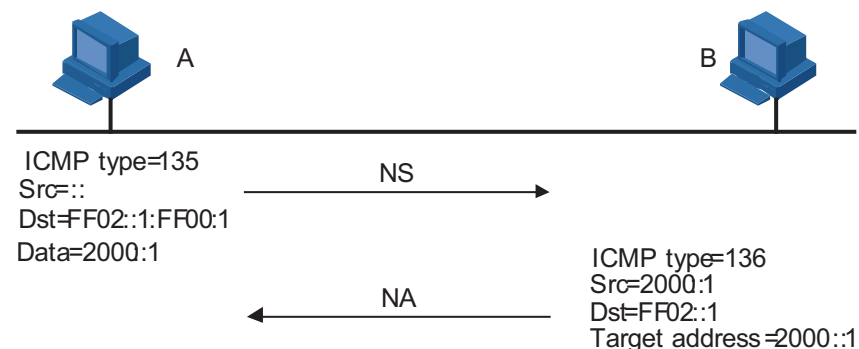 A
B
ICMP type=135
Src=::
Dst=FF02::1:FF00:1
Data=2000::1
NS
ICMP type=136
Src=2000::1
Dst=FF02::1
Target address=2000::1
NA